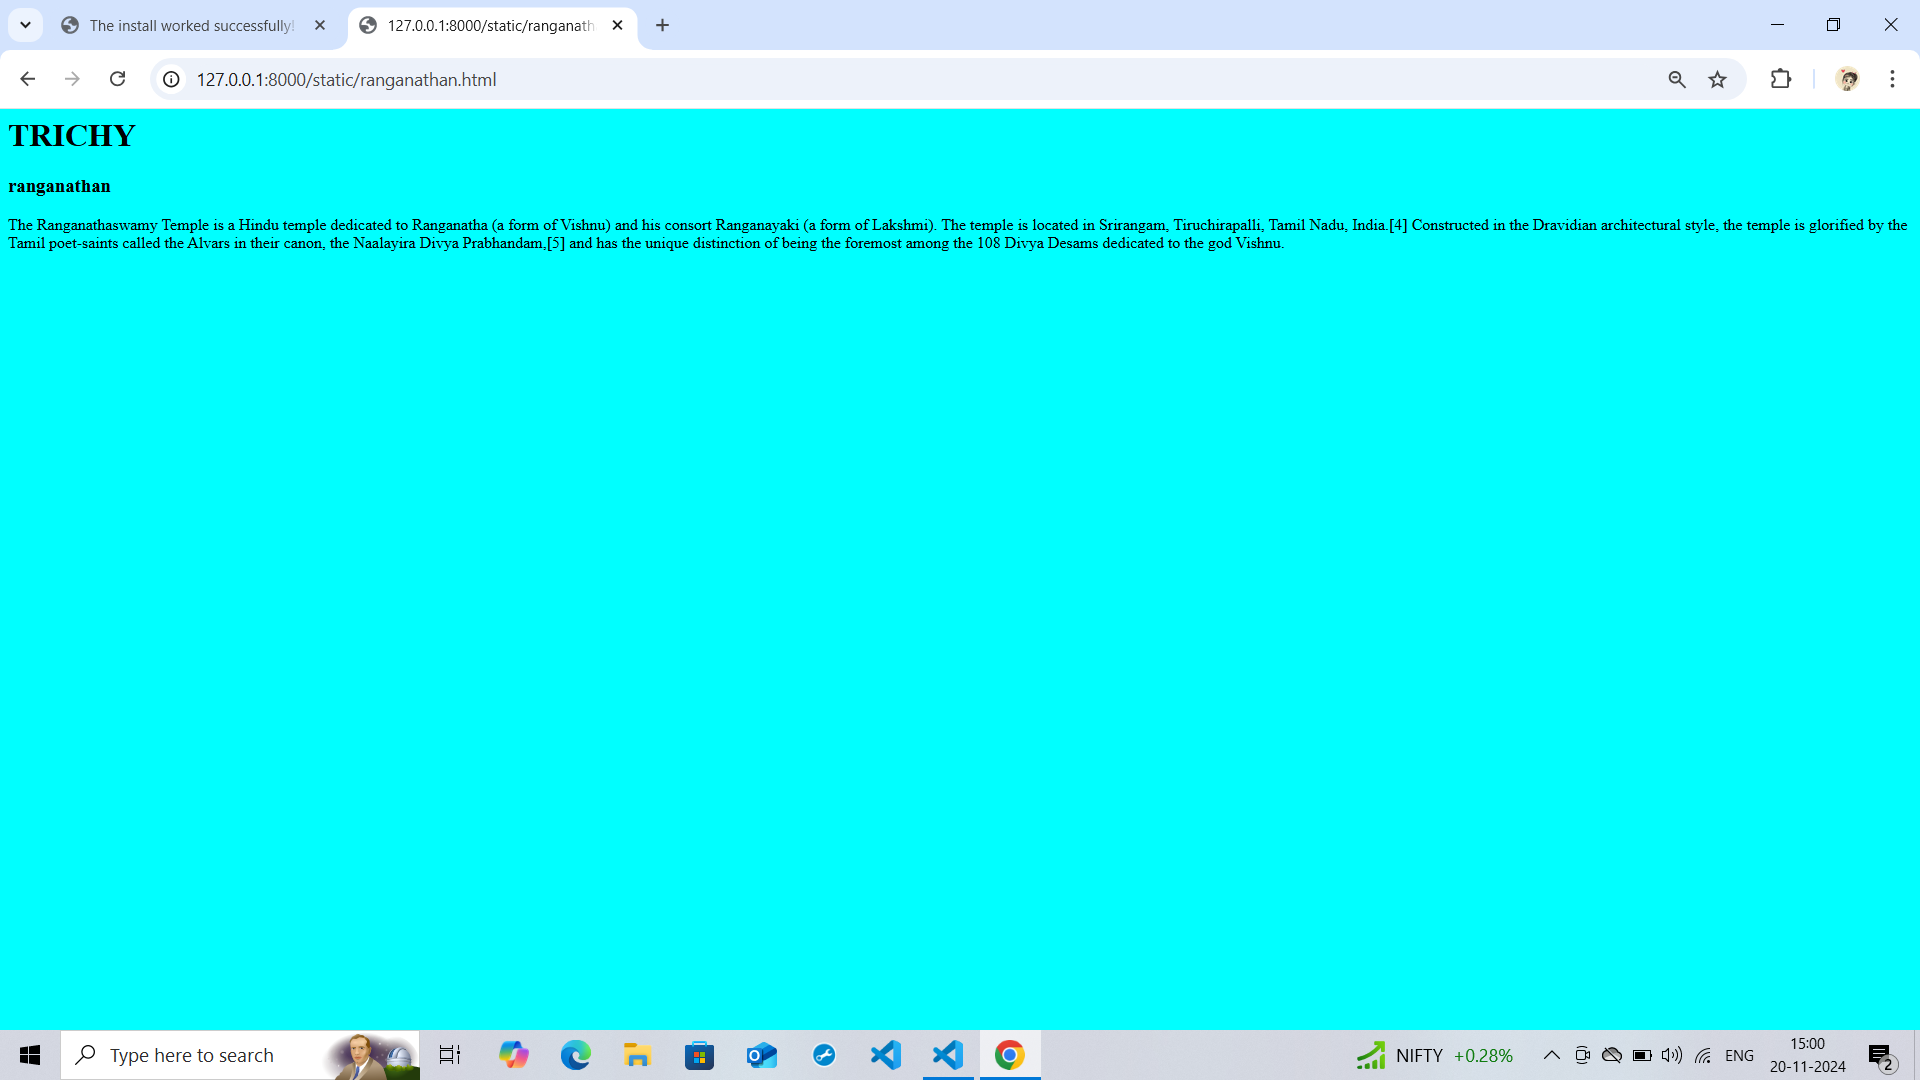 The install worked successfully!
127.0.0.1:8000/static/ranganath
127.0.0.1:8000/static/ranganathan.html
TRICHY
ranganathan
The Ranganathaswamy Temple is a Hindu temple dedicated to Ranganatha (a form of Vishnu) and his consort Ranganayaki (a form of Lakshmi). The temple is located in Srirangam, Tiruchirapalli, Tamil Nadu, India.[4] Constructed in the Dravidian architectural style, the temple is glorified by the
Tamil poet-saints called the Alvars in their canon, the Naalayira Divya Prabhandam,[5] and has the unique distinction of being the foremost among the 108 Divya Desams dedicated to the god Vishnu.
Type here to search
NIFTY +0.28%
ENG
15:00
20-11-2024
2